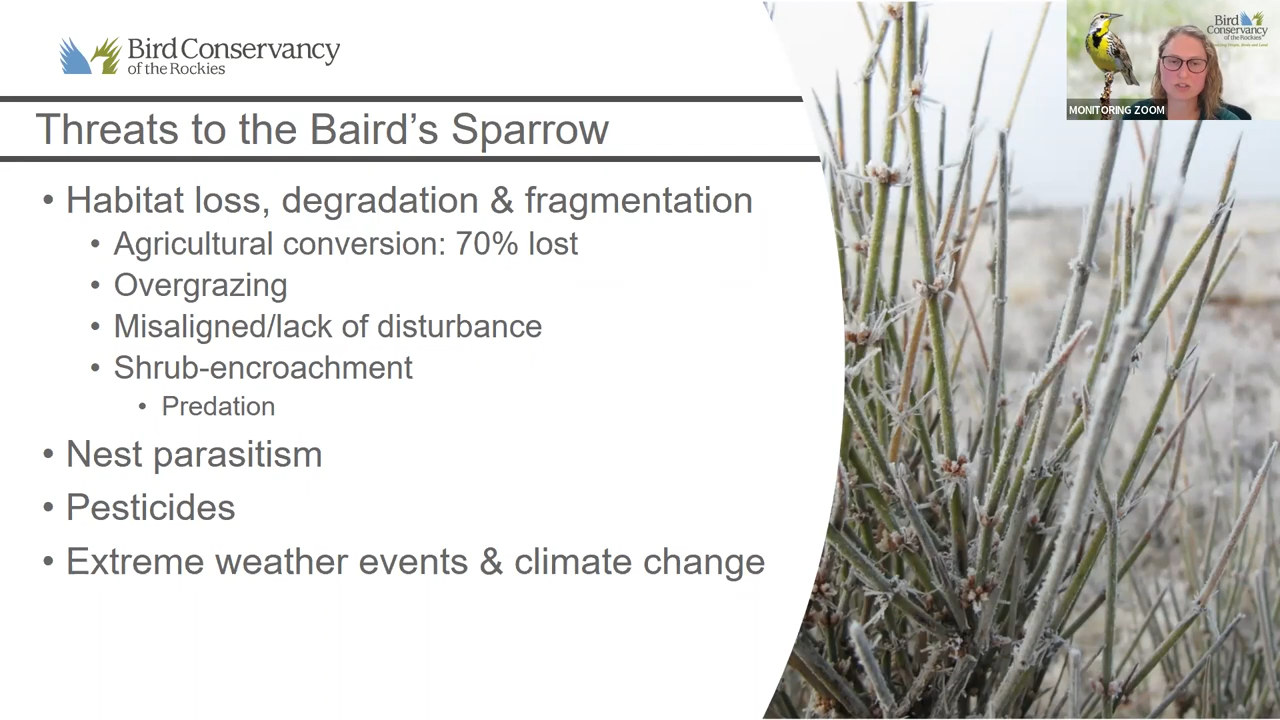 Bird Conservancy
of the Rockies
Threats to the Baird's Sparrow
• Habitat loss, degradation & fragmentation
• Agricultural conversion: 70% lost
• Overgrazing
• Misaligned/lack of disturbance
• Shrub-encroachment
• Predation
• Nest parasitism
• Pesticides
• Extreme weather events & climate change
Bird
Conservancy
of the Rockies
MONITORING ZOOM